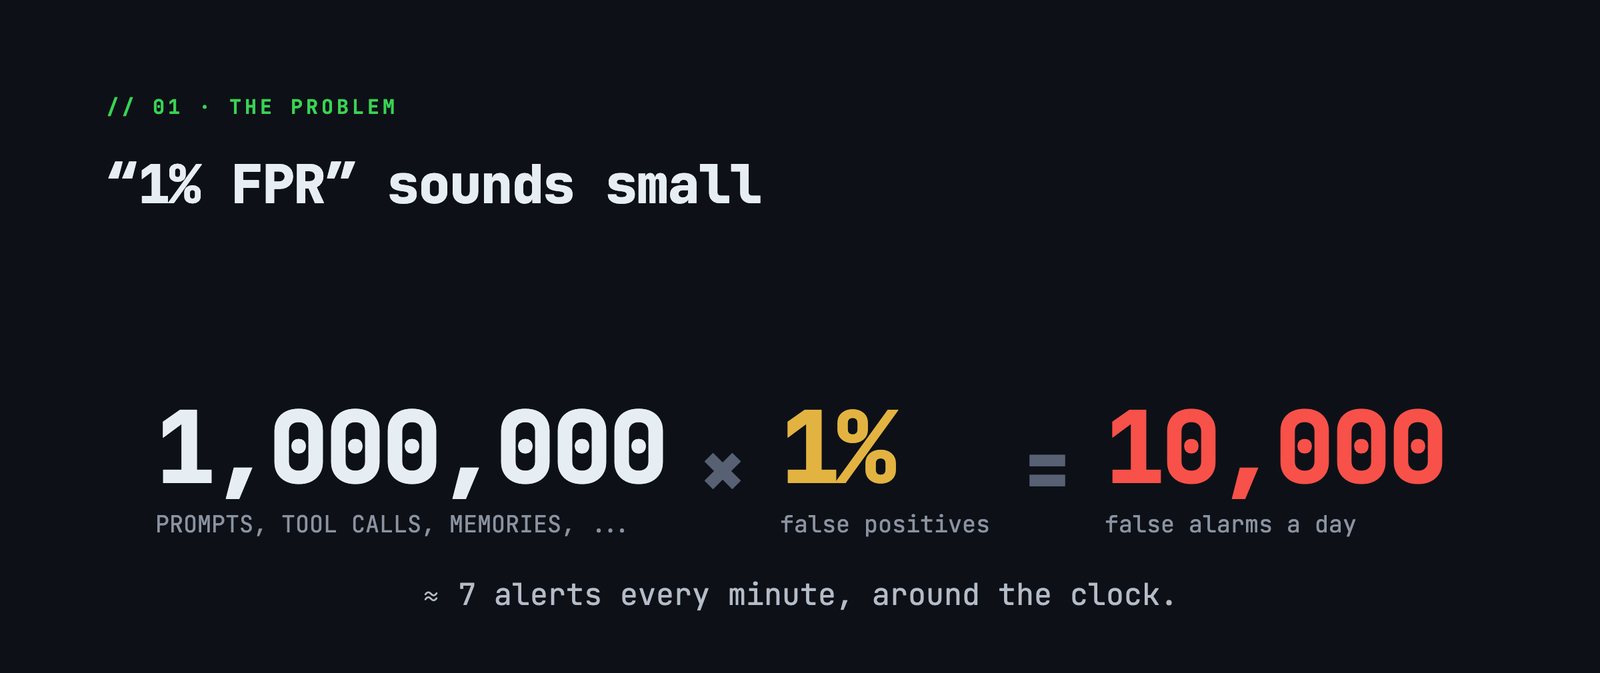 // 01 · THE PROBLEM
“1% FPR” sounds small
1,000,000 × 1% = 10,000
PROMPTS, TOOL CALLS, MEMORIES, ... false positives false alarms a day
≈ 7 alerts every minute, around the clock.